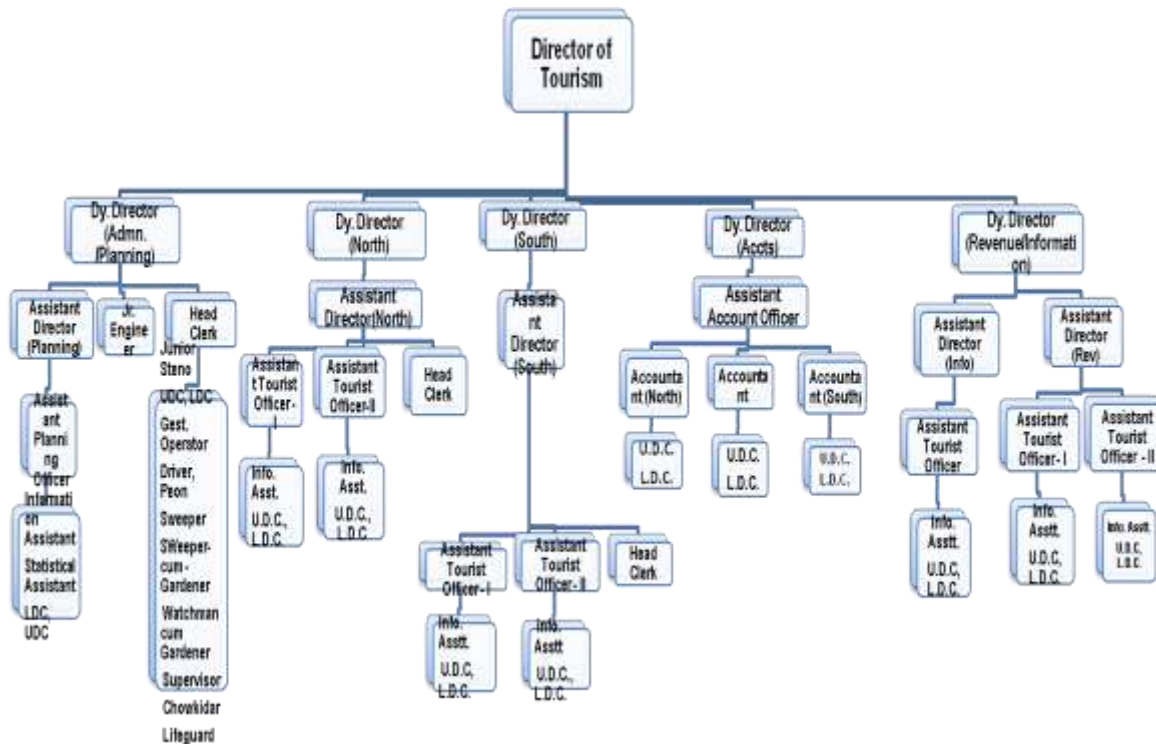 Director of
Tourism
Dy. Director
(Admn.
(Planning)
Dy. Director
(North)
Dy. Director
(South)
Dy. Director
(Accts)
Dy. Director
(Revenue/Informati
on)
Assistant
Director
(Planning)
Jr.
Engine
er
Head
Clerk
Assistant
Director(North)
Assista
nt
Director
(South)
Assistant
Account Officer
Assistant
Director
(Info)
Assistant
Director
(Rev)
Assist
ant
Planni
ng
Officer
Informati
on
Assistant
Statistical
Assistant
LDC,
UDC
Junior
Steno
UDC, LDC
Gest.
Operator
Driver,
Peon
Sweeper
Sweeper-
cum -
Gardener
Watchman
cum
Gardener
Supervisor
Chowkidar
Lifeguard
Assistan
t Tourist
Officer -
I
Assistant
Tourist
Officer-II
Head
Clerk
Info.
Asst.
U.D.C.,
L.D.C.
Info.
Asst.
U.D.C.,
L.D.C.
Assistant
Tourist
Officer - I
Assistant
Tourist
Officer - II
Head
Clerk
Info.
Asstt.
U.D.C,
L.D.C.
Info.
Asstt
U.D.C.,
L.D.C.
Accounta
nt (North)
Accounta
nt
Accounta
nt (South)
U.D.C.
L.D.C.
U.D.C.
L.D.C.
U.D.C.
L.D.C.
Assistant
Tourist
Officer
Assistant
Tourist
Officer - I
Assistant
Tourist
Officer - II
Info.
Asstt.
U.D.C,
L.D.C.
Info.
Asstt.
U.D.C,
L.D.C.
Info. Asstt.
U.D.C,
L.D.C.